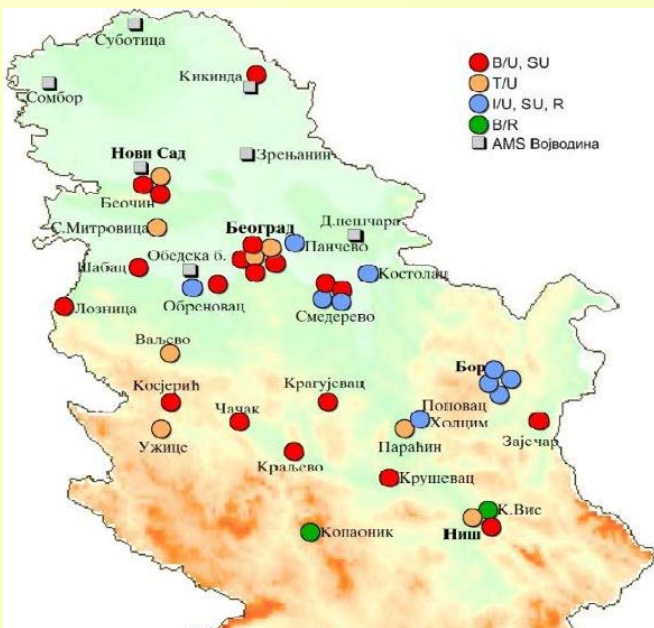 Суботица
Сомбор
Кикинда
B/U, SU
T/U
I/U, SU, R
B/R
AMS Војводина
Нови Сад
Зрењанин
Беочин
С.Митровица
Београд
Д.пешчара
Панчево
Обедска б.
Шабац
Костолац
Обреновац
Смедерево
Лозница
Ваљево
Бор
Косјерић
Крагујевац
Поповац
Холцим
Чачак
Ужице
Параћин
Зајечар
Краљево
Крушевац
К.Вис
Ниш
Копаоник